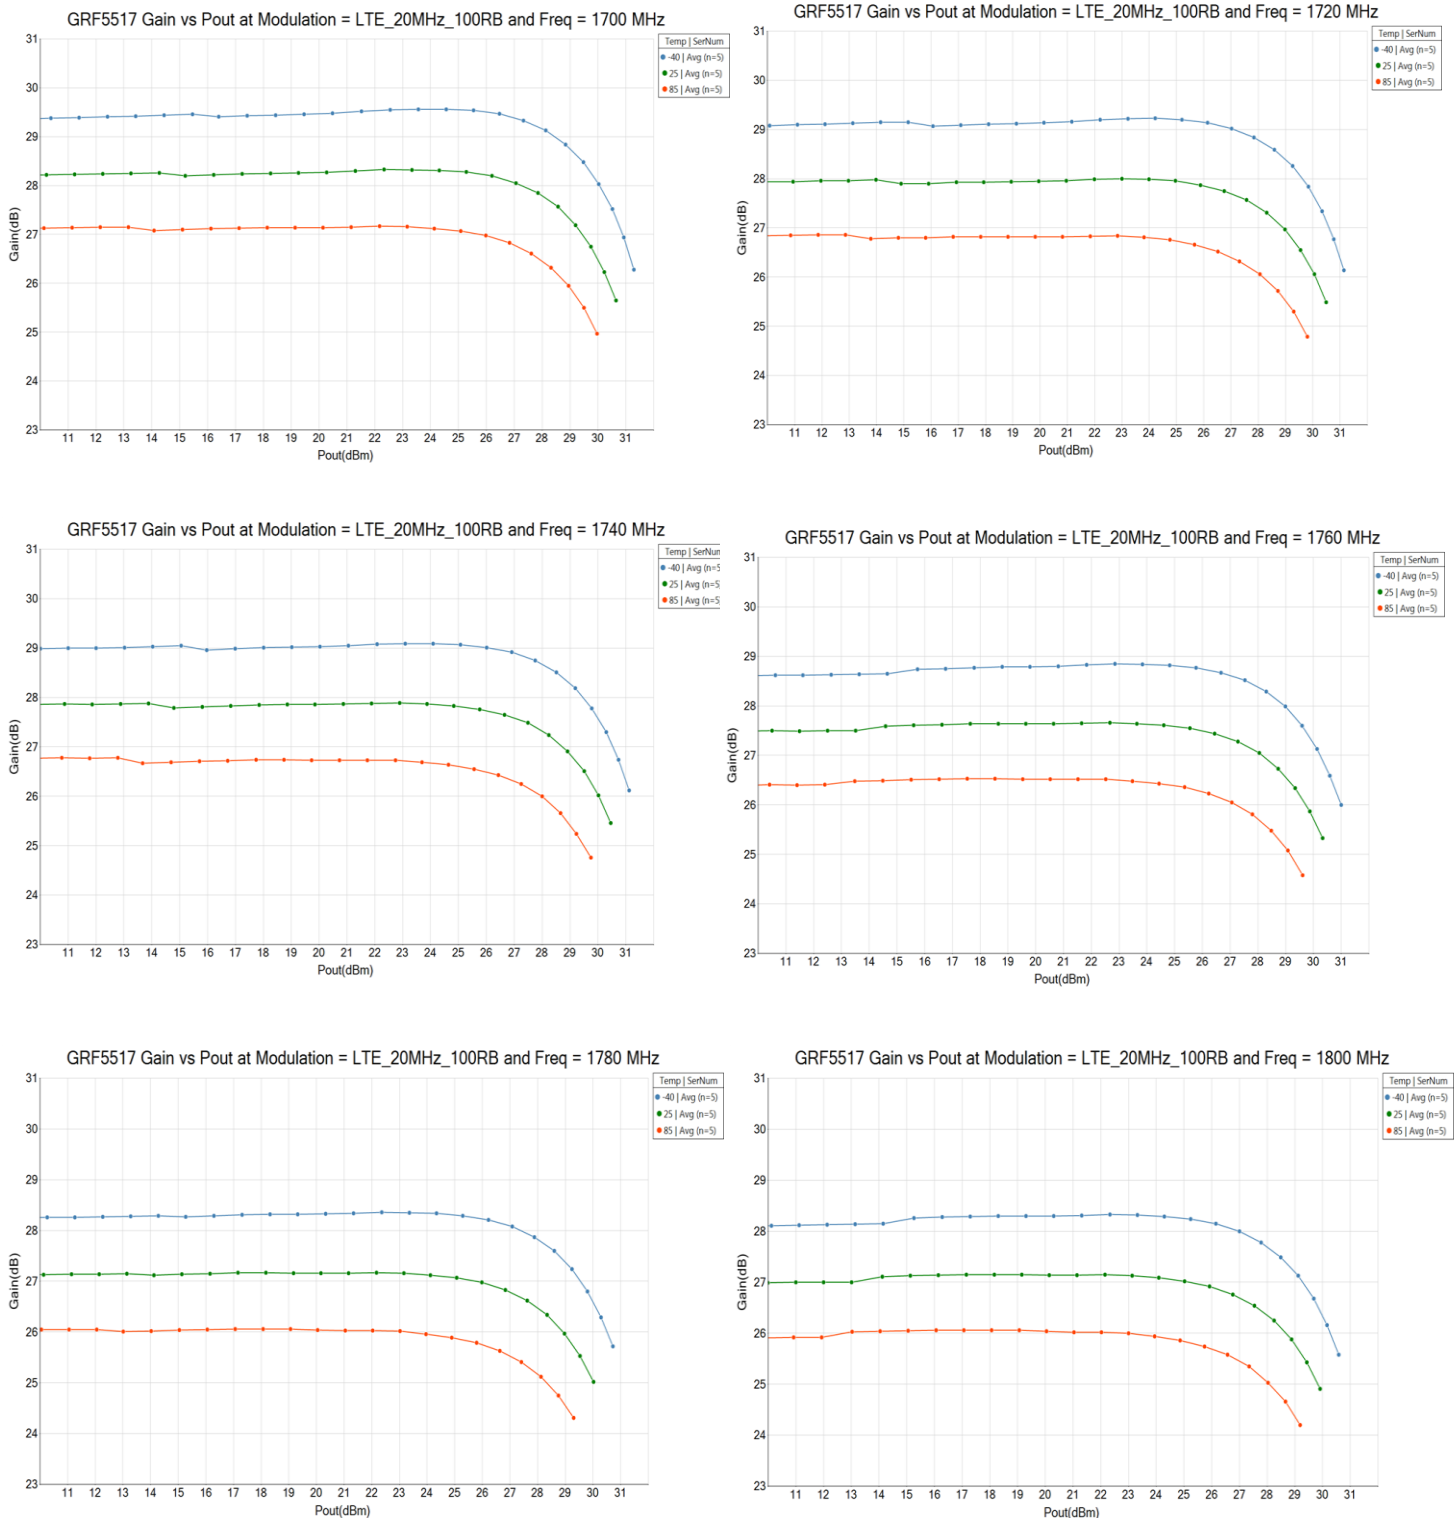 GRF5517 Gain vs Pout at Modulation = LTE_20MHz_100RB and Freq = 1700 MHz
Temp | SerNum
-40 | Avg (n=5)
25 | Avg (n=5)
85 | Avg (n=5)
31
30
29
28
27
26
25
24
23
Gain(dB)
11 12 13 14 15 16 17 18 19 20 21 22 23 24 25 26 27 28 29 30 31
Pout(dBm)
GRF5517 Gain vs Pout at Modulation = LTE_20MHz_100RB and Freq = 1720 MHz
Temp | SerNum
-40 | Avg (n=5)
25 | Avg (n=5)
85 | Avg (n=5)
31
30
29
28
27
26
25
24
23
Gain(dB)
11 12 13 14 15 16 17 18 19 20 21 22 23 24 25 26 27 28 29 30 31
Pout(dBm)
GRF5517 Gain vs Pout at Modulation = LTE_20MHz_100RB and Freq = 1740 MHz
Temp | SerNum
-40 | Avg (n=5
25 | Avg (n=5
85 | Avg (n=5
31
30
29
28
27
26
25
24
23
Gain(dB)
11 12 13 14 15 16 17 18 19 20 21 22 23 24 25 26 27 28 29 30 31
Pout(dBm)
GRF5517 Gain vs Pout at Modulation = LTE_20MHz_100RB and Freq = 1760 MHz
Temp | SerNum
-40 | Avg (n=5)
25 | Avg (n=5)
85 | Avg (n=5)
31
30
29
28
27
26
25
24
23
Gain(dB)
11 12 13 14 15 16 17 18 19 20 21 22 23 24 25 26 27 28 29 30 31
Pout(dBm)
GRF5517 Gain vs Pout at Modulation = LTE_20MHz_100RB and Freq = 1780 MHz
Temp | SerNum
-40 | Avg (n=5)
25 | Avg (n=5)
85 | Avg (n=5)
31
30
29
28
27
26
25
24
23
Gain(dB)
11 12 13 14 15 16 17 18 19 20 21 22 23 24 25 26 27 28 29 30 31
Pout(dBm)
GRF5517 Gain vs Pout at Modulation = LTE_20MHz_100RB and Freq = 1800 MHz
Temp | SerNum
-40 | Avg (n=5)
25 | Avg (n=5)
85 | Avg (n=5)
31
30
29
28
27
26
25
24
23
Gain(dB)
11 12 13 14 15 16 17 18 19 20 21 22 23 24 25 26 27 28 29 30 31
Pout(dBm)